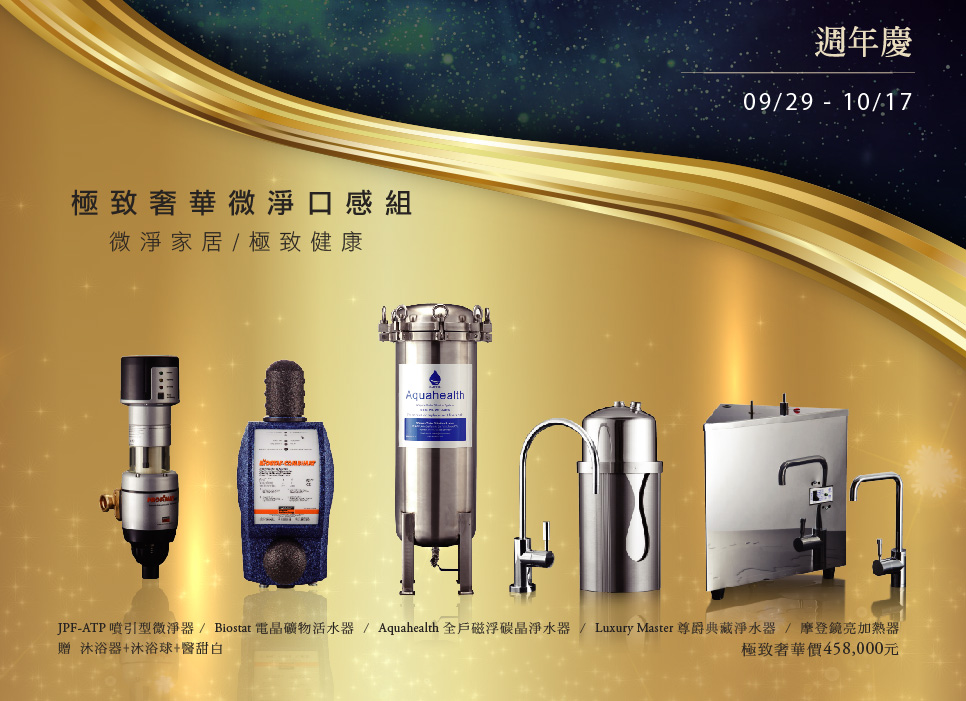 週年慶
09/29 - 10/17
極致奢華微淨口感組
微淨家居/極致健康
Aquahealth
JPF-ATP 噴引型微淨器 / Biostat 電晶礦物活水器 / Aquahealth 全戶磁浮碳晶淨水器 / Luxury Master 尊爵典藏淨水器 / 摩登鏡亮加熱器
贈 沐浴器+沐浴球+醫甜白
極致奢華價458,000元